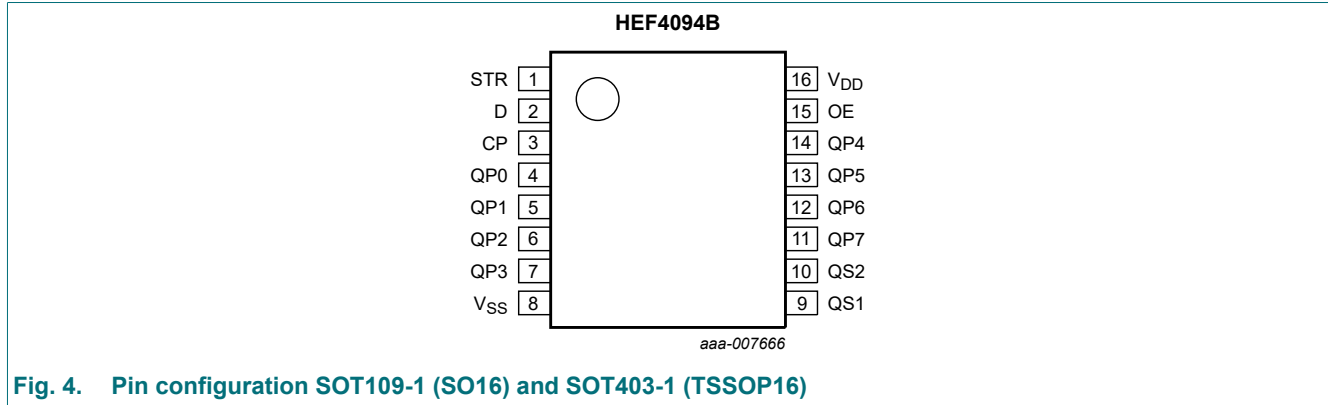 HEF4094B
STR 1 16 VDD
D 2 15 OE
CP 3 14 QP4
QP0 4 13 QP5
QP1 5 12 QP6
QP2 6 11 QP7
QP3 7 10 QS2
VSS 8 9 QS1
aaa-007666
Fig. 4. Pin configuration SOT109-1 (SO16) and SOT403-1 (TSSOP16)